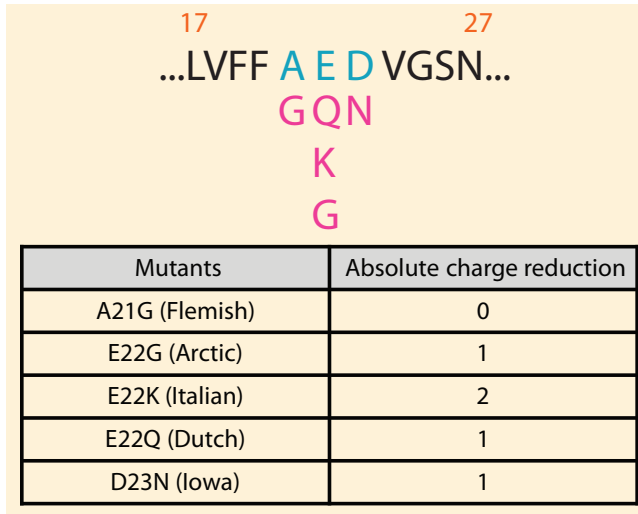 17 27
...LVFF A E D VGSN...
G Q N
K
G
Mutants Absolute charge reduction
A21G (Flemish) 0
E22G (Arctic) 1
E22K (Italian) 2
E22Q (Dutch) 1
D23N (Iowa) 1